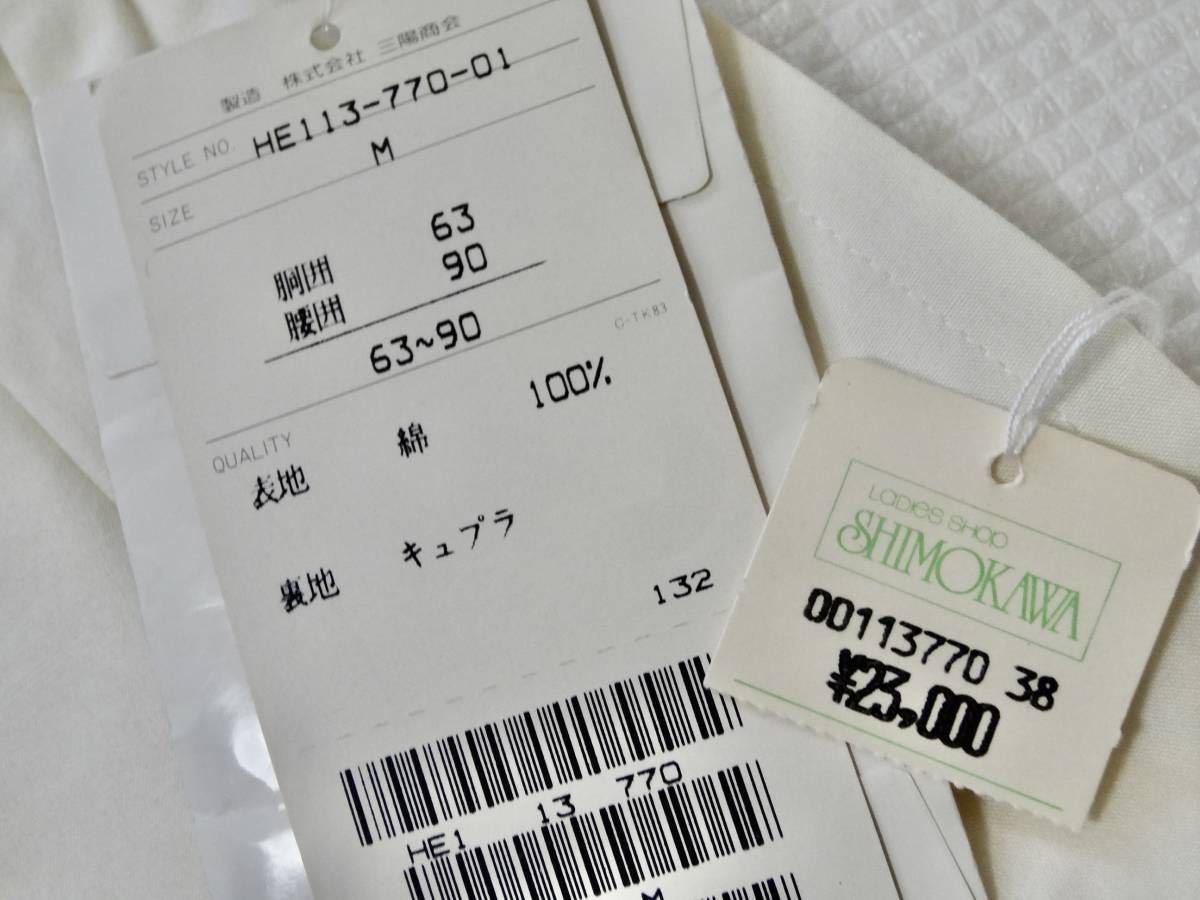 製造 株式会社 三陽商会
STYLE NO. HE113-770-01
SIZE M
胴囲 63
腰囲 90
63~90
C-TK83
QUALITY 100%
表地 綿
裏地 キュプラ
132
HE1 13 770
M
LADIES SHOP
SHIMOKAWA
00113770 38
¥23,000